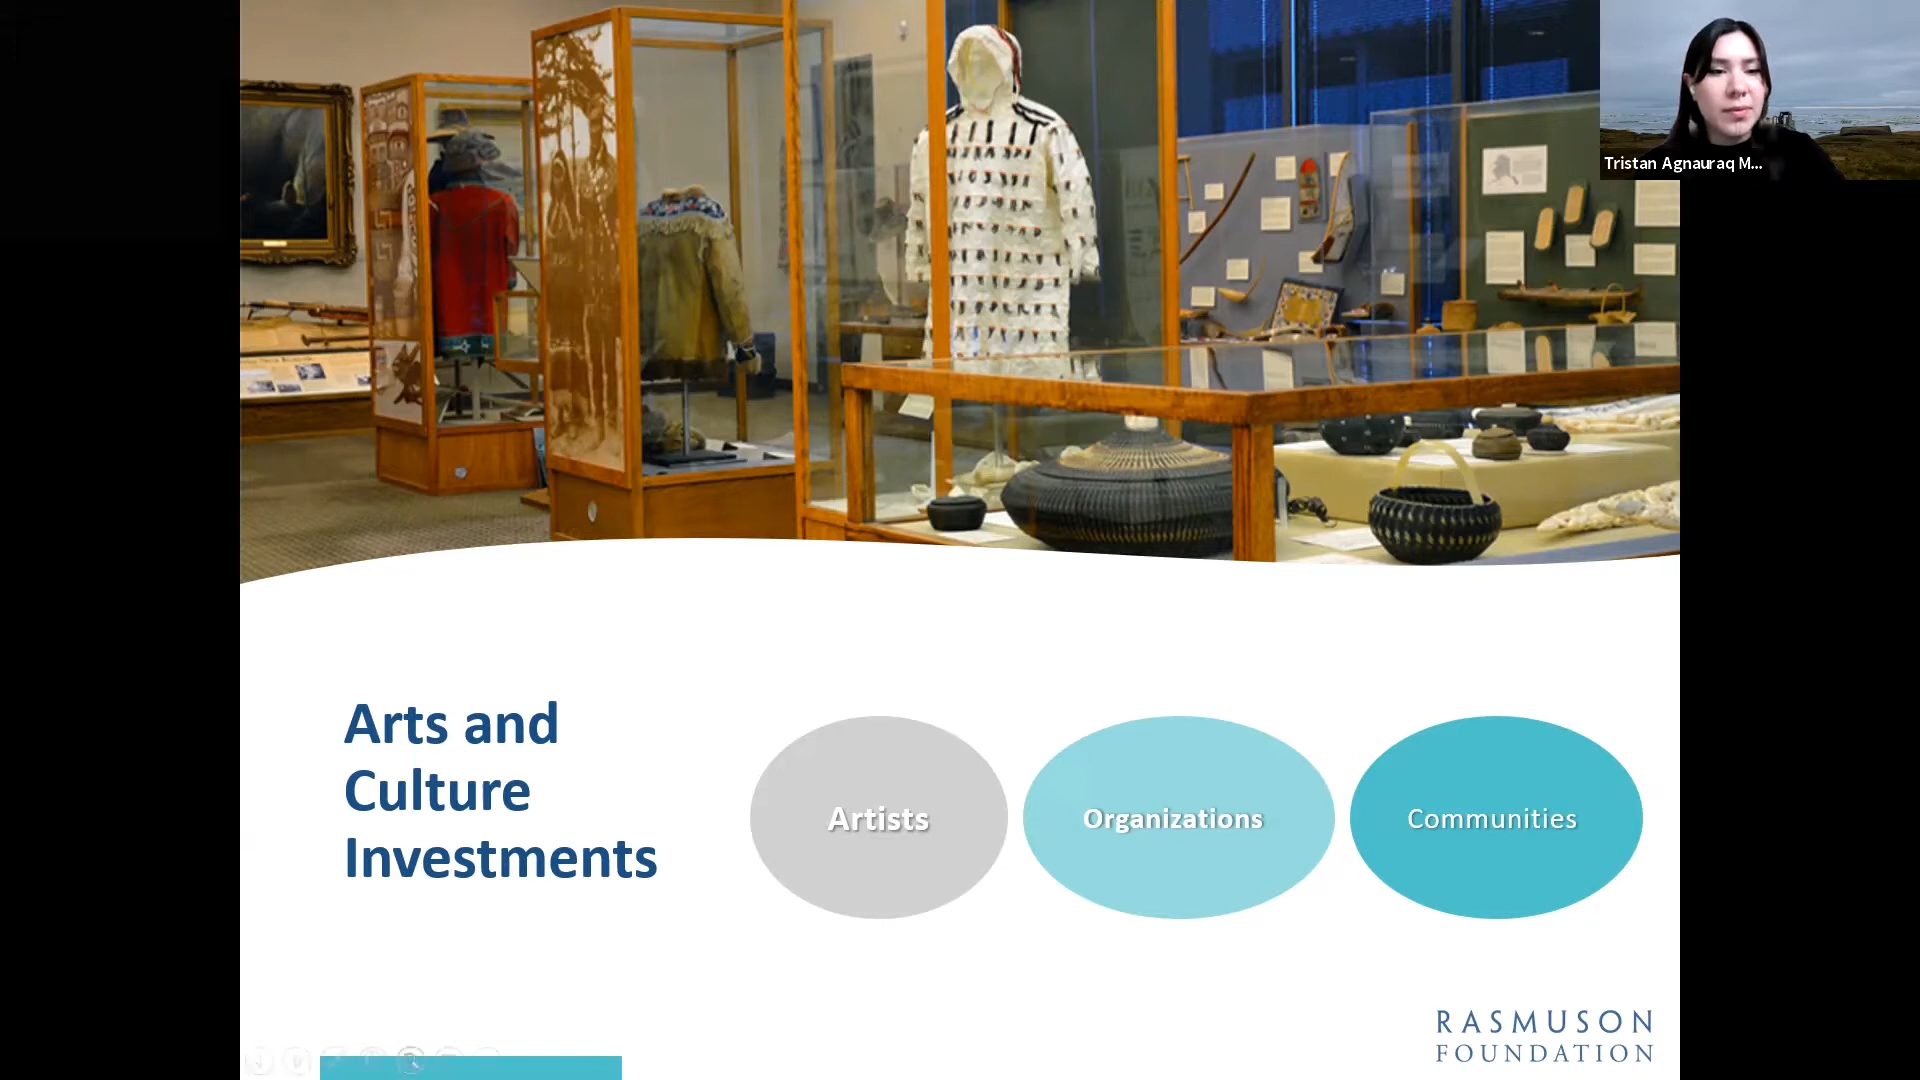 Tristan Agnauraq M...
Arts and
Culture
Investments
Artists
Organizations
Communities
RASMUSON
FOUNDATION